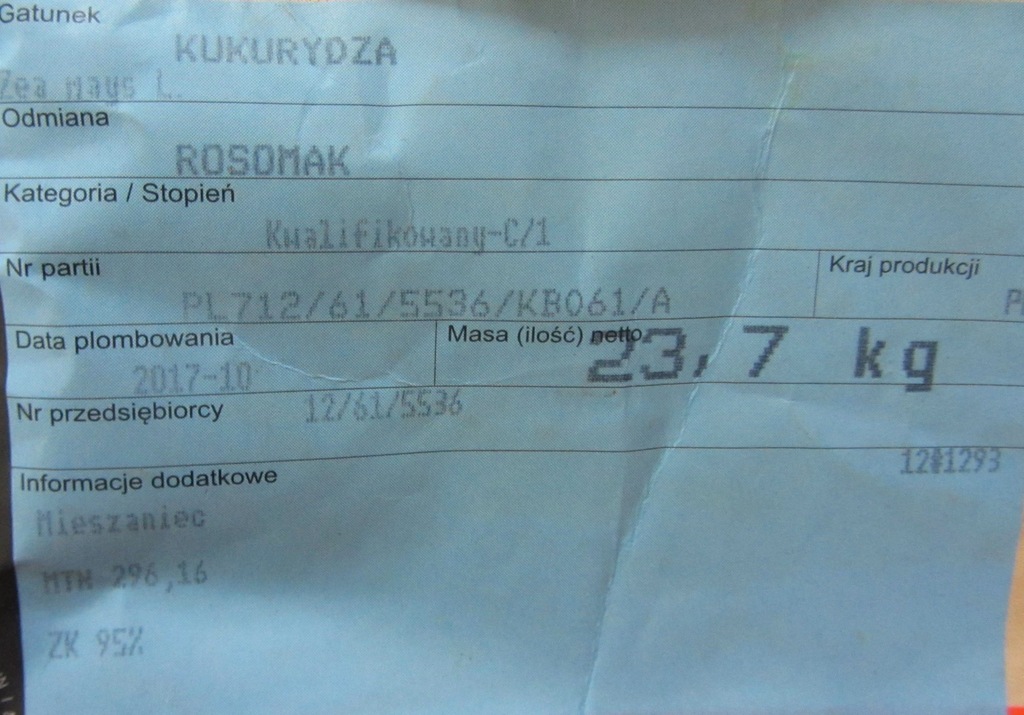 Gatunek
KUKURYDZA
Zea mays L.
Odmiana
ROSOMAK
Kategoria / Stopień
Kwalifikowany-C/1
Nr partii
Kraj produkcji
PL712/61/5536/KB061/A
P
Data plombowania
Masa (ilość) netto
23,7 kg
2017-10
Nr przedsiębiorcy
12/61/5536
12#1293
Informacje dodatkowe
Mieszaniec
MTN 296,16
ZK 95%